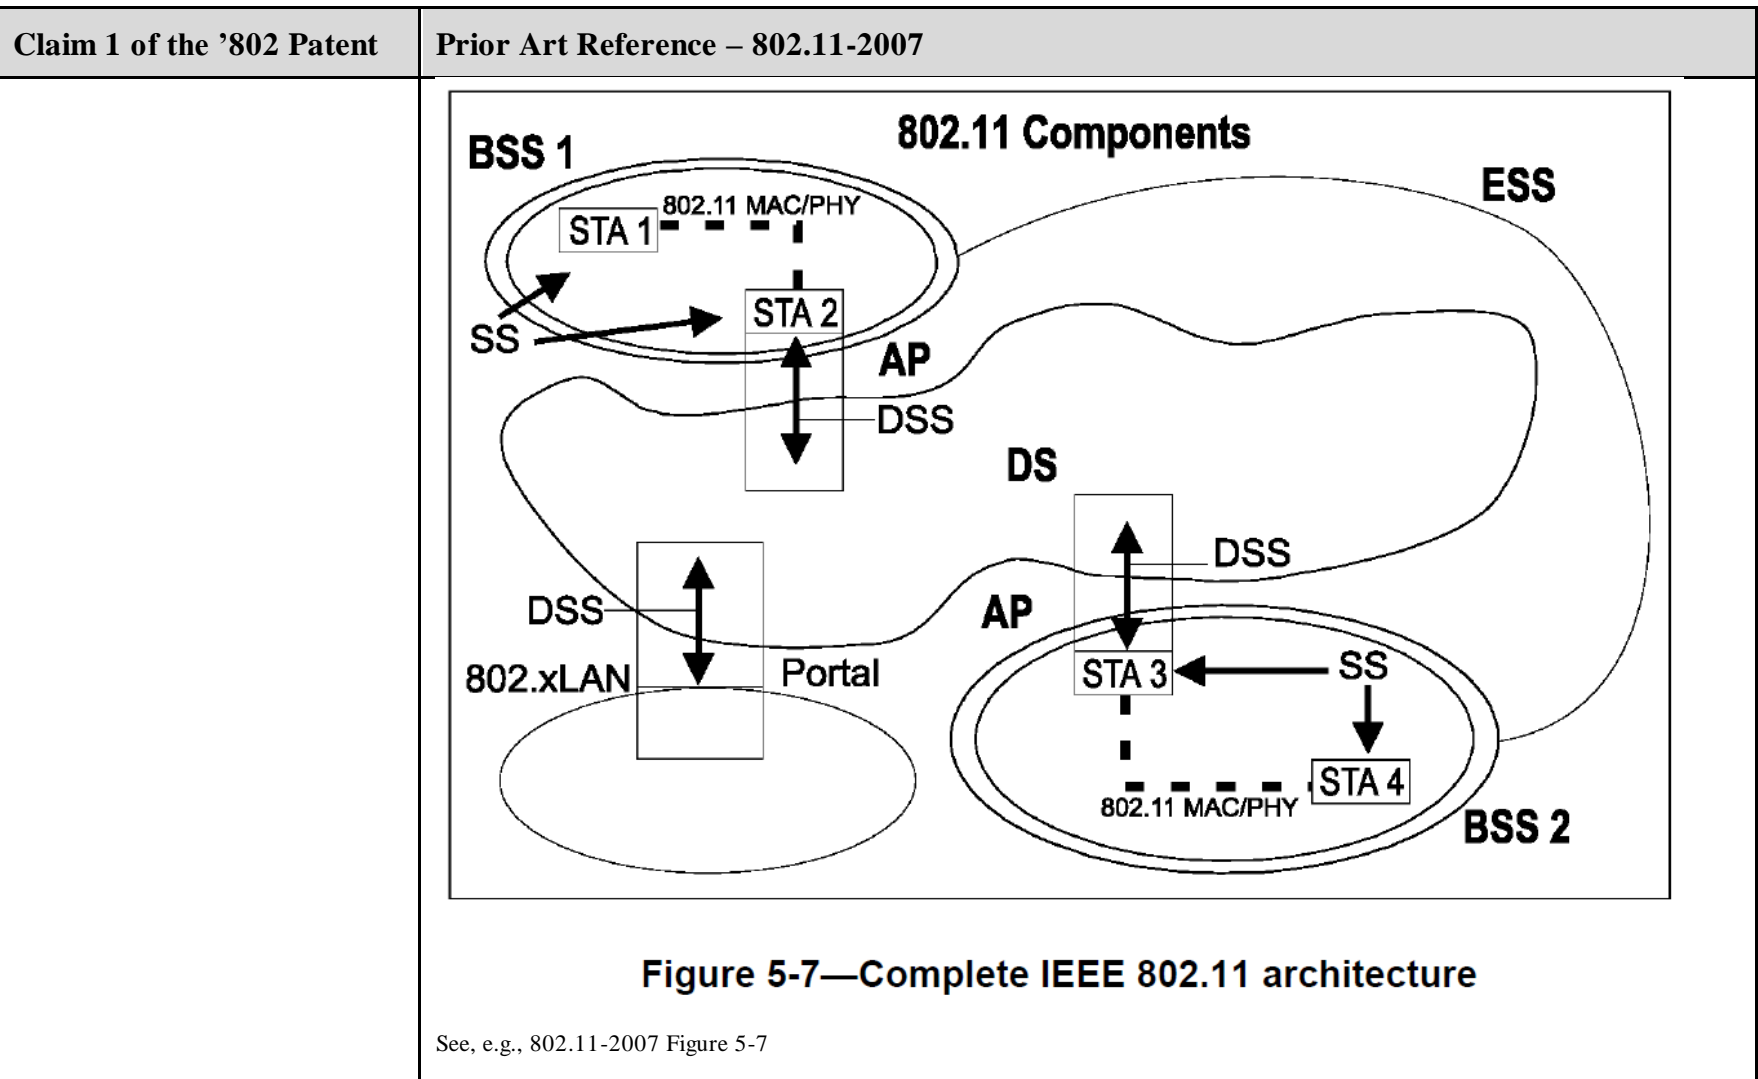 Claim 1 of the ’802 Patent
Prior Art Reference – 802.11-2007
802.11 Components
BSS 1
ESS
802.11 MAC/PHY
STA 1
STA 2
SS
AP
DSS
DS
DSS
DSS
AP
802.xLAN
Portal
STA 3
SS
STA 4
802.11 MAC/PHY
BSS 2
Figure 5-7—Complete IEEE 802.11 architecture
See, e.g., 802.11-2007 Figure 5-7